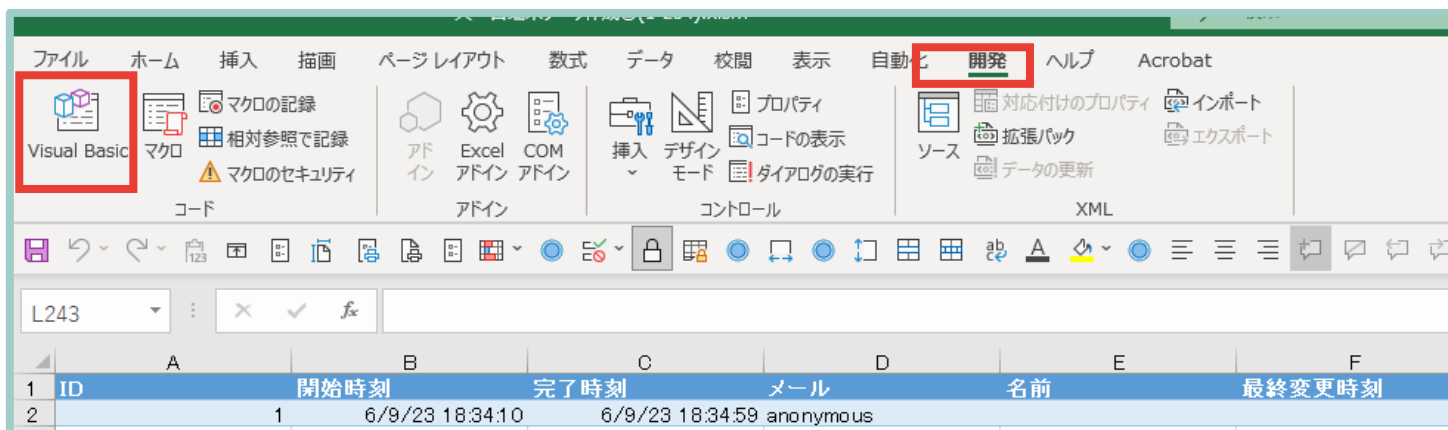 ファイル ホーム 挿入 描画 ページ レイアウト 数式 データ 校閲 表示 自動化 開発 ヘルプ Acrobat
Visual Basic
マクロ
マクロの記録
相対参照で記録
マクロのセキュリティ
コード
アド
イン
Excel
アドイン
COM
アドイン
アドイン
挿入
デザイン
モード
プロパティ
コードの表示
ダイアログの実行
コントロール
ソース
対応付けのプロパティ
拡張パック
データの更新
インポート
エクスポート
XML
L243
fx
A B C D E F
1 ID 開始時刻 完了時刻 メール 名前 最終変更時刻
2 1 6/9/23 18:34:10 6/9/23 18:34:59 anonymous